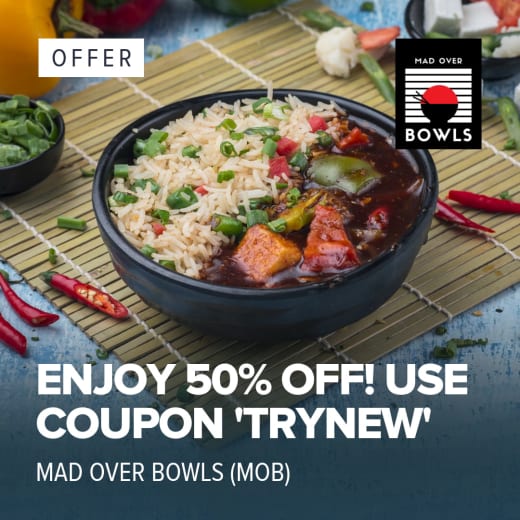 OFFER
MAD OVER
BOWLS
ENJOY 50% OFF! USE
COUPON 'TRYNEW'
MAD OVER BOWLS (MOB)